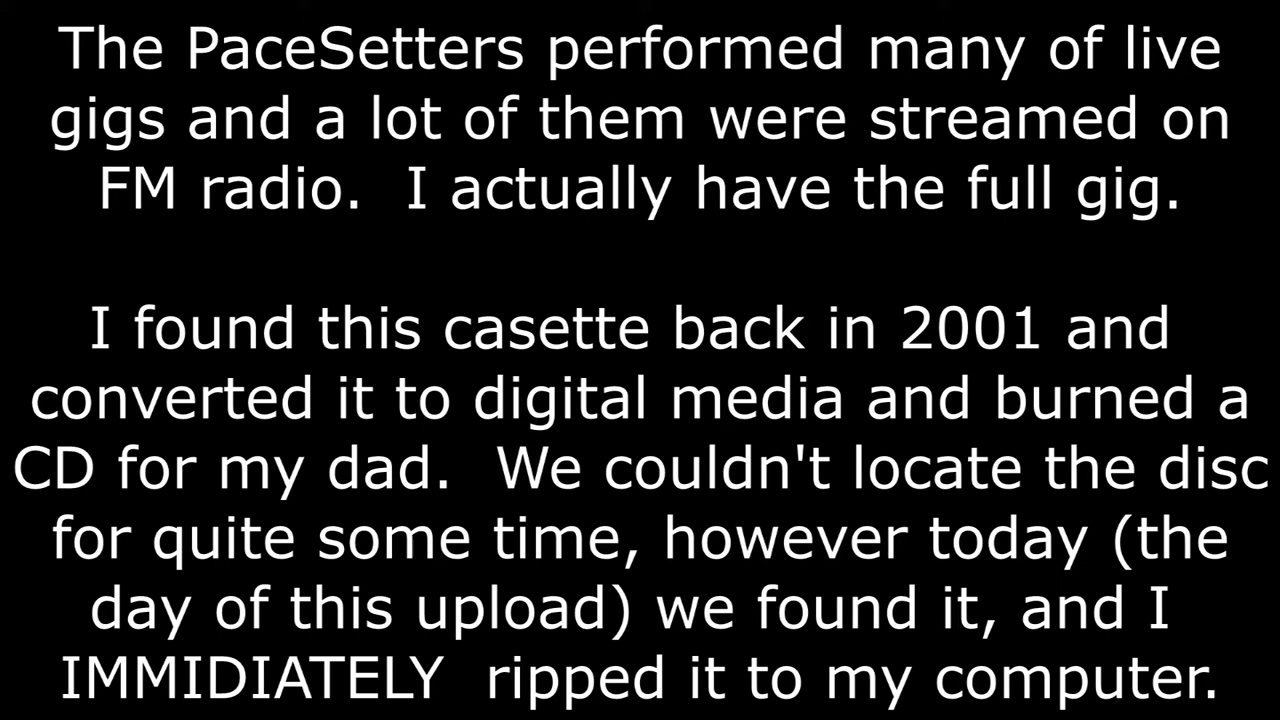 The PaceSetters performed many of live
gigs and a lot of them were streamed on
FM radio.  I actually have the full gig.
I found this casette back in 2001 and
converted it to digital media and burned a
CD for my dad.  We couldn't locate the disc
for quite some time, however today (the
day of this upload) we found it, and I
IMMIDIATELY  ripped it to my computer.